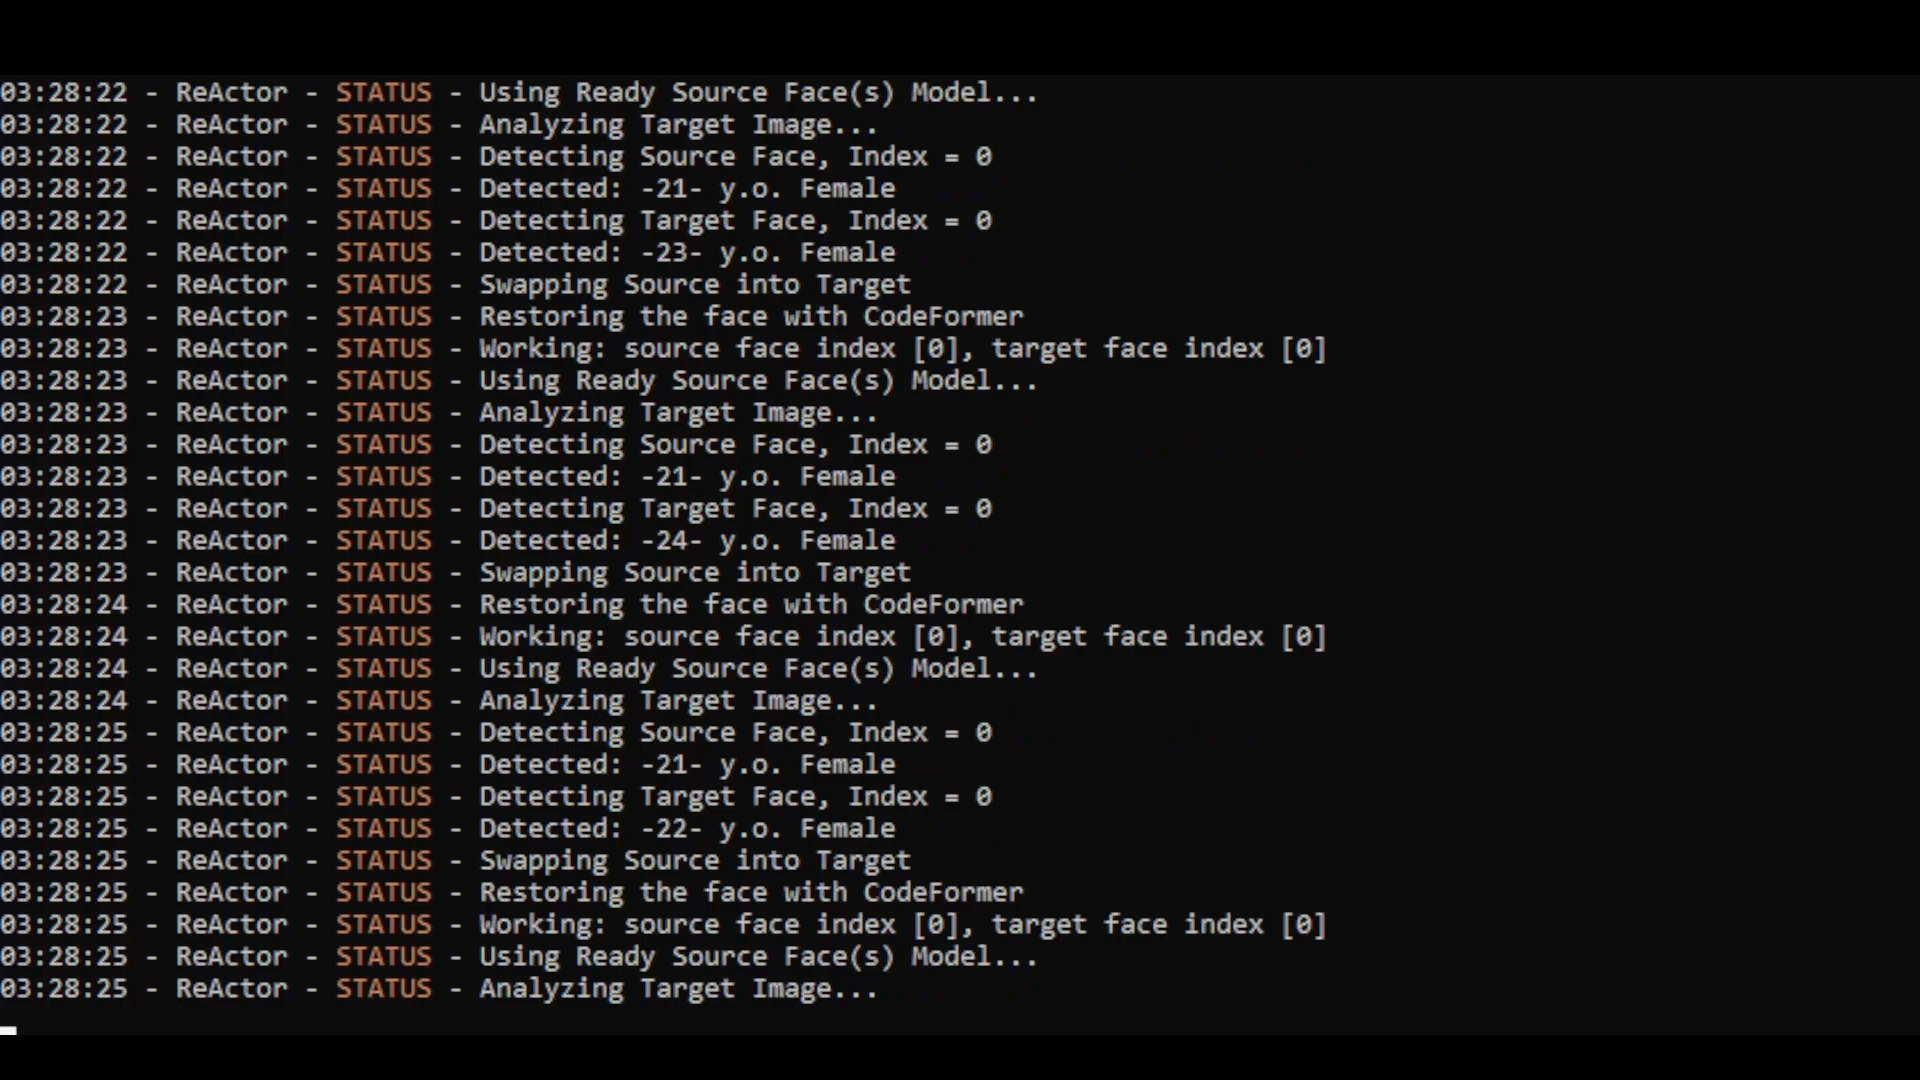 03:28:22 - ReActor - STATUS - Using Ready Source Face(s) Model...
03:28:22 - ReActor - STATUS - Analyzing Target Image...
03:28:22 - ReActor - STATUS - Detecting Source Face, Index = 0
03:28:22 - ReActor - STATUS - Detected: -21- y.o. Female
03:28:22 - ReActor - STATUS - Detecting Target Face, Index = 0
03:28:22 - ReActor - STATUS - Detected: -23- y.o. Female
03:28:22 - ReActor - STATUS - Swapping Source into Target
03:28:23 - ReActor - STATUS - Restoring the face with CodeFormer
03:28:23 - ReActor - STATUS - Working: source face index [0], target face index [0]
03:28:23 - ReActor - STATUS - Using Ready Source Face(s) Model...
03:28:23 - ReActor - STATUS - Analyzing Target Image...
03:28:23 - ReActor - STATUS - Detecting Source Face, Index = 0
03:28:23 - ReActor - STATUS - Detected: -21- y.o. Female
03:28:23 - ReActor - STATUS - Detecting Target Face, Index = 0
03:28:23 - ReActor - STATUS - Detected: -24- y.o. Female
03:28:23 - ReActor - STATUS - Swapping Source into Target
03:28:24 - ReActor - STATUS - Restoring the face with CodeFormer
03:28:24 - ReActor - STATUS - Working: source face index [0], target face index [0]
03:28:24 - ReActor - STATUS - Using Ready Source Face(s) Model...
03:28:24 - ReActor - STATUS - Analyzing Target Image...
03:28:25 - ReActor - STATUS - Detecting Source Face, Index = 0
03:28:25 - ReActor - STATUS - Detected: -21- y.o. Female
03:28:25 - ReActor - STATUS - Detecting Target Face, Index = 0
03:28:25 - ReActor - STATUS - Detected: -22- y.o. Female
03:28:25 - ReActor - STATUS - Swapping Source into Target
03:28:25 - ReActor - STATUS - Restoring the face with CodeFormer
03:28:25 - ReActor - STATUS - Working: source face index [0], target face index [0]
03:28:25 - ReActor - STATUS - Using Ready Source Face(s) Model...
03:28:25 - ReActor - STATUS - Analyzing Target Image...